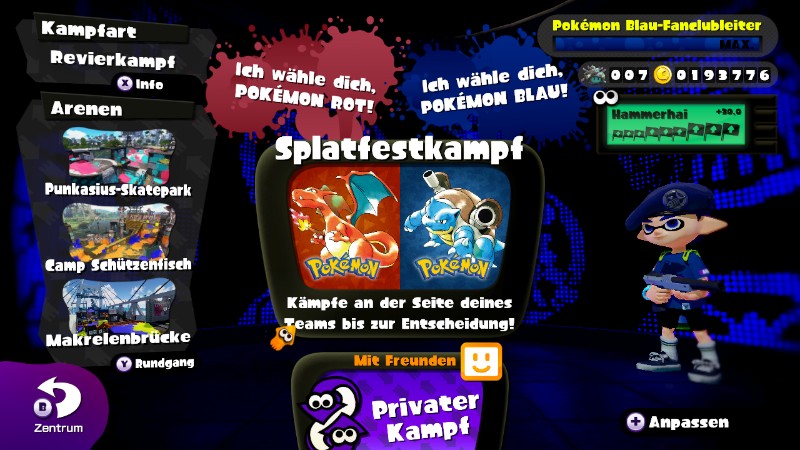 Kampfart
Revierkampf
X Info
Arenen
Punkasius-Skatepark
Camp Schützenfisch
Makrelenbrücke
Y Rundgang
B
Zentrum
Ich wähle dich,
POKÉMON ROT!
Ich wähle dich,
POKÉMON BLAU!
Splatfestkampf
POKÉMON
POKÉMON
Kämpfe an der Seite deines
Teams bis zur Entscheidung!
Mit Freunden
Privater
Kampf
Pokémon Blau-Fanclubleiter
MAX
007 0193776
Hammerhai +30.0
+ Anpassen